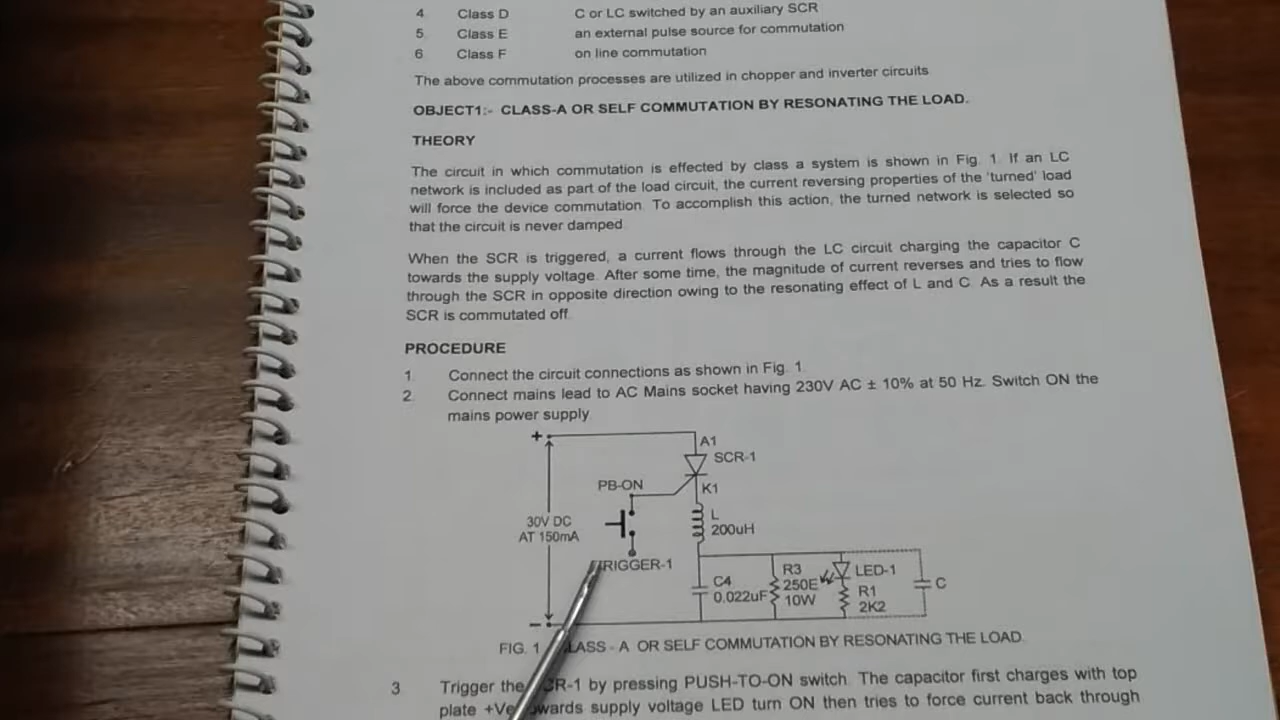 4 Class D C or LC switched by an auxiliary SCR
5 Class E an external pulse source for commutation
6 Class F on line commutation
The above commutation processes are utilized in chopper and inverter circuits
OBJECT1:- CLASS-A OR SELF COMMUTATION BY RESONATING THE LOAD.
THEORY
The circuit in which commutation is effected by class a system is shown in Fig. 1. If an LC
network is included as part of the load circuit, the current reversing properties of the 'turned' load
will force the device commutation. To accomplish this action, the turned network is selected so
that the circuit is never damped.
When the SCR is triggered, a current flows through the LC circuit charging the capacitor C
towards the supply voltage. After some time, the magnitude of current reverses and tries to flow
through the SCR in opposite direction owing to the resonating effect of L and C. As a result the
SCR is commutated off.
PROCEDURE
1. Connect the circuit connections as shown in Fig. 1.
2. Connect mains lead to AC Mains socket having 230V AC ± 10% at 50 Hz. Switch ON the
mains power supply.
+
A1
SCR-1
PB-ON
K1
30V DC
AT 150mA
L
200uH
TRIGGER-1
C4
0.022uF
R3
250E
10W
LED-1
R1
2K2
C
-
FIG. 1 CLASS - A OR SELF COMMUTATION BY RESONATING THE LOAD.
3. Trigger the SCR-1 by pressing PUSH-TO-ON switch. The capacitor first charges with top
plate +Ve towards supply voltage LED turn ON then tries to force current back through